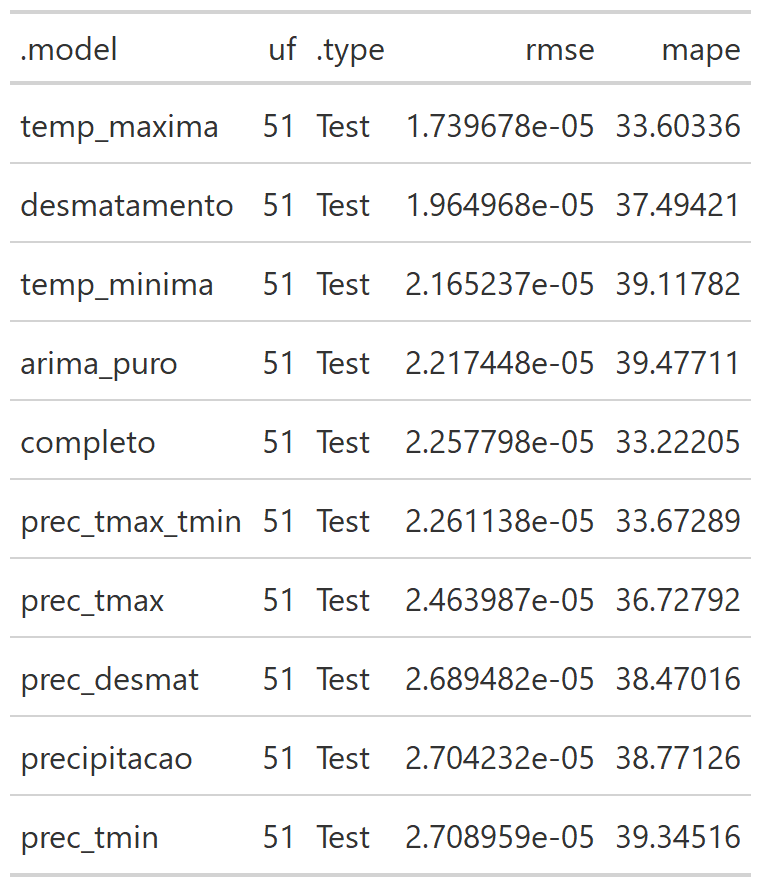 .model uf .type rmse mape
temp_maxima 51 Test 1.739678e-05 33.60336
desmatamento 51 Test 1.964968e-05 37.49421
temp_minima 51 Test 2.165237e-05 39.11782
arima_puro 51 Test 2.217448e-05 39.47711
completo 51 Test 2.257798e-05 33.22205
prec_tmax_tmin 51 Test 2.261138e-05 33.67289
prec_tmax 51 Test 2.463987e-05 36.72792
prec_desmat 51 Test 2.689482e-05 38.47016
precipitacao 51 Test 2.704232e-05 38.77126
prec_tmin 51 Test 2.708959e-05 39.34516